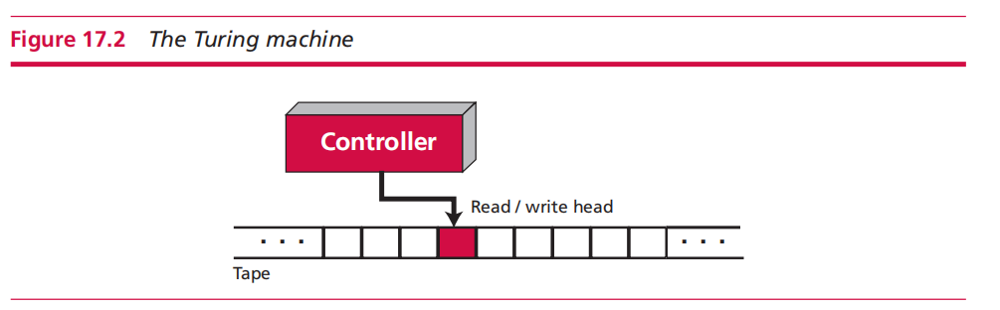 Figure 17.2 The Turing machine
Controller
Read / write head
. . . . . .
Tape